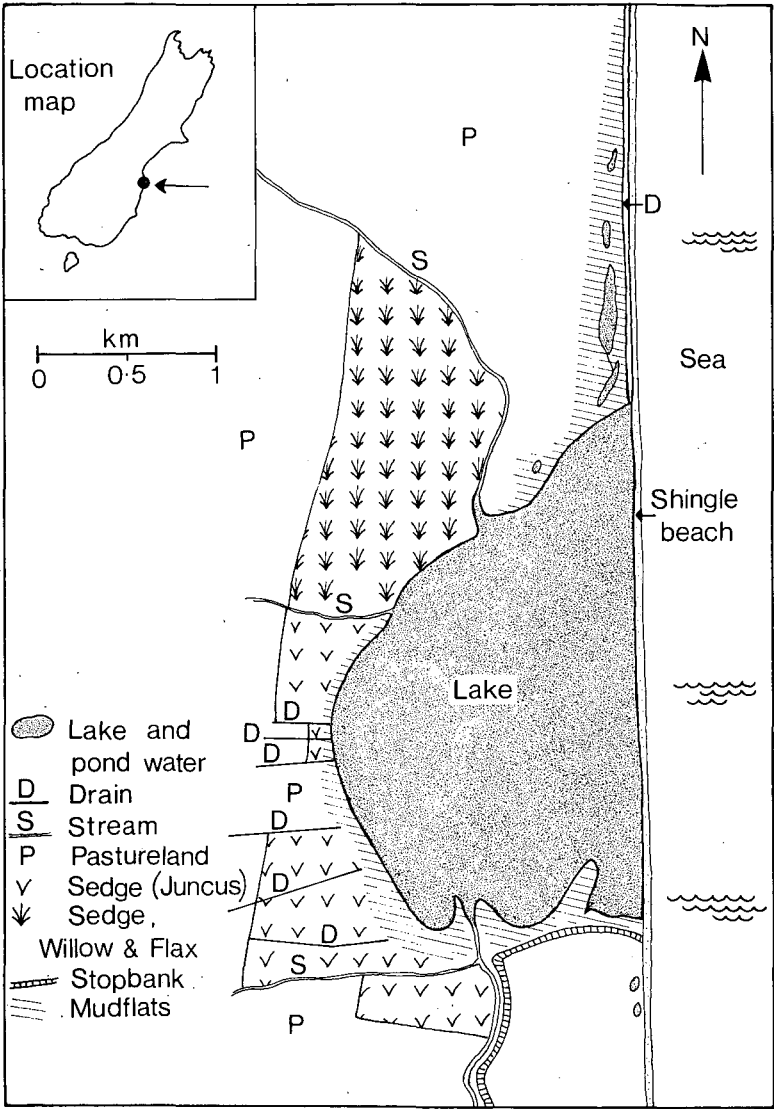 Location
map
N
P
D
S
km
0 0·5 1
Sea
P
Shingle
beach
S
Lake
D
D
D
P
D
D
D
S
P
Lake and
pond water
D Drain
S Stream
P Pastureland
Sedge (Juncus)
Sedge,
Willow & Flax
Stopbank
Mudflats